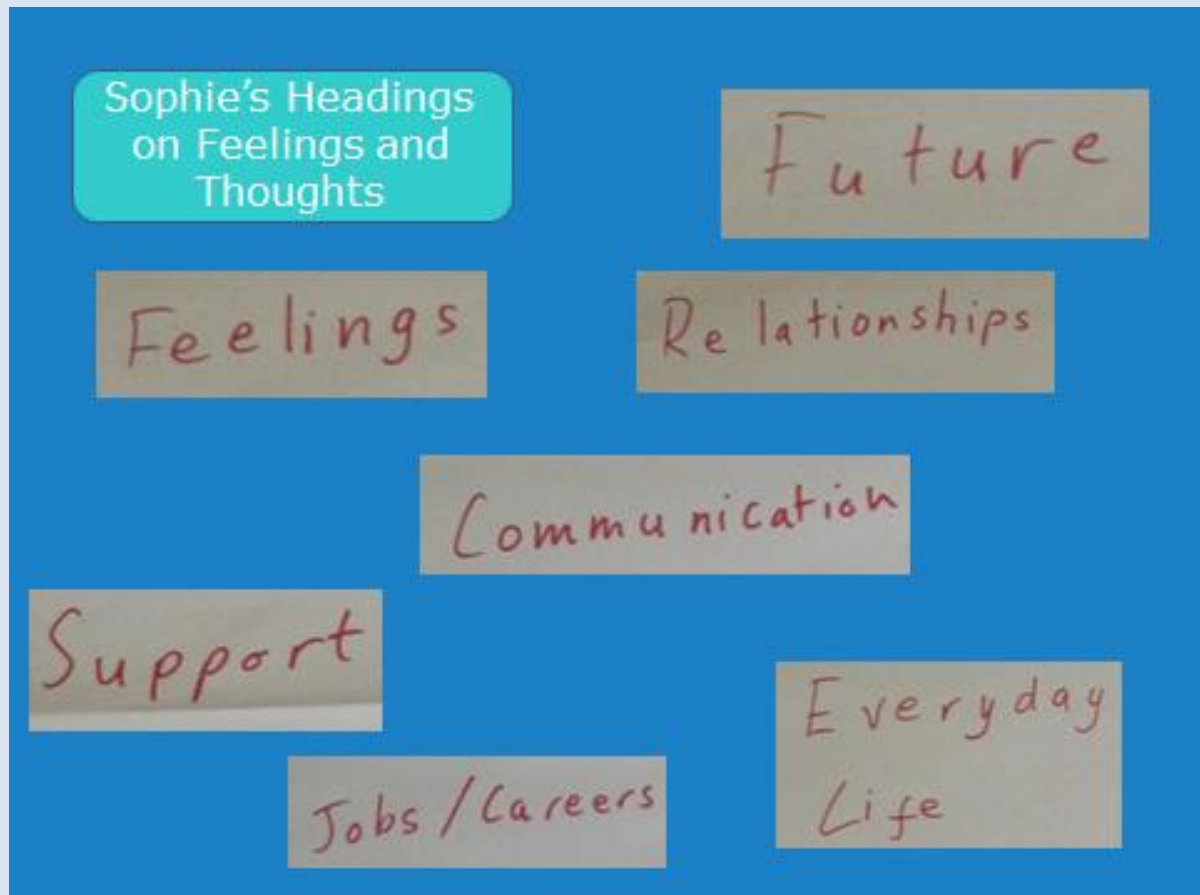 Sophie's Headings
on Feelings and
Thoughts
Future
Feelings
Relationships
Communication
Support
Everyday
Life
Jobs/Careers